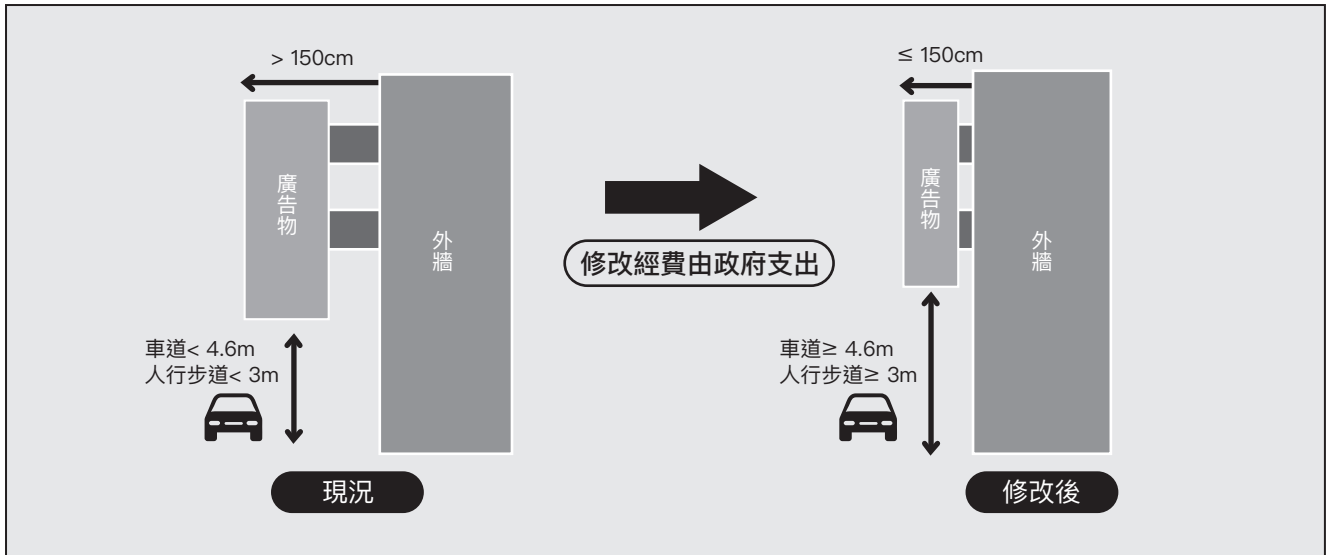 > 150cm
廣告物
外牆
車道< 4.6m
人行步道< 3m
現況
修改經費由政府支出
≤ 150cm
廣告物
外牆
車道≥ 4.6m
人行步道≥ 3m
修改後